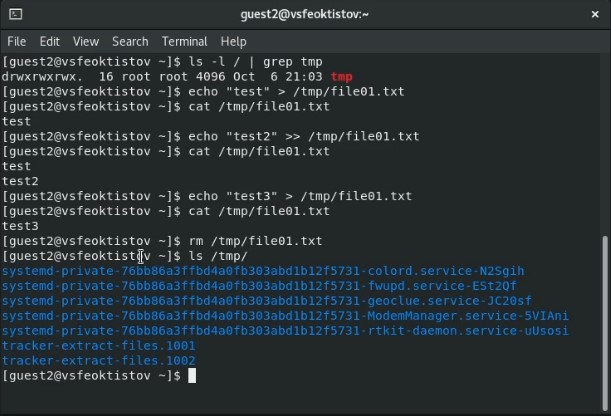 guest2@vsfeoktistov:~
File Edit View Search Terminal Help
[guest2@vsfeoktistov ~]$ ls -l / | grep tmp
drwxrwxrwx.  16 root root 4096 Oct  6 21:03 tmp
[guest2@vsfeoktistov ~]$ echo "test" > /tmp/file01.txt
[guest2@vsfeoktistov ~]$ cat /tmp/file01.txt
test
[guest2@vsfeoktistov ~]$ echo "test2" >> /tmp/file01.txt
[guest2@vsfeoktistov ~]$ cat /tmp/file01.txt
test
test2
[guest2@vsfeoktistov ~]$ echo "test3" > /tmp/file01.txt
[guest2@vsfeoktistov ~]$ cat /tmp/file01.txt
test3
[guest2@vsfeoktistov ~]$ rm /tmp/file01.txt
[guest2@vsfeoktistov ~]$ ls /tmp/
systemd-private-76bb86a3ffbd4a0fb303abd1b12f5731-colord.service-N2Sgih
systemd-private-76bb86a3ffbd4a0fb303abd1b12f5731-fwupd.service-ESt2Qf
systemd-private-76bb86a3ffbd4a0fb303abd1b12f5731-geoclue.service-JC20sf
systemd-private-76bb86a3ffbd4a0fb303abd1b12f5731-ModemManager.service-5VIAni
systemd-private-76bb86a3ffbd4a0fb303abd1b12f5731-rtkit-daemon.service-uUsosi
tracker-extract-files.1001
tracker-extract-files.1002
[guest2@vsfeoktistov ~]$